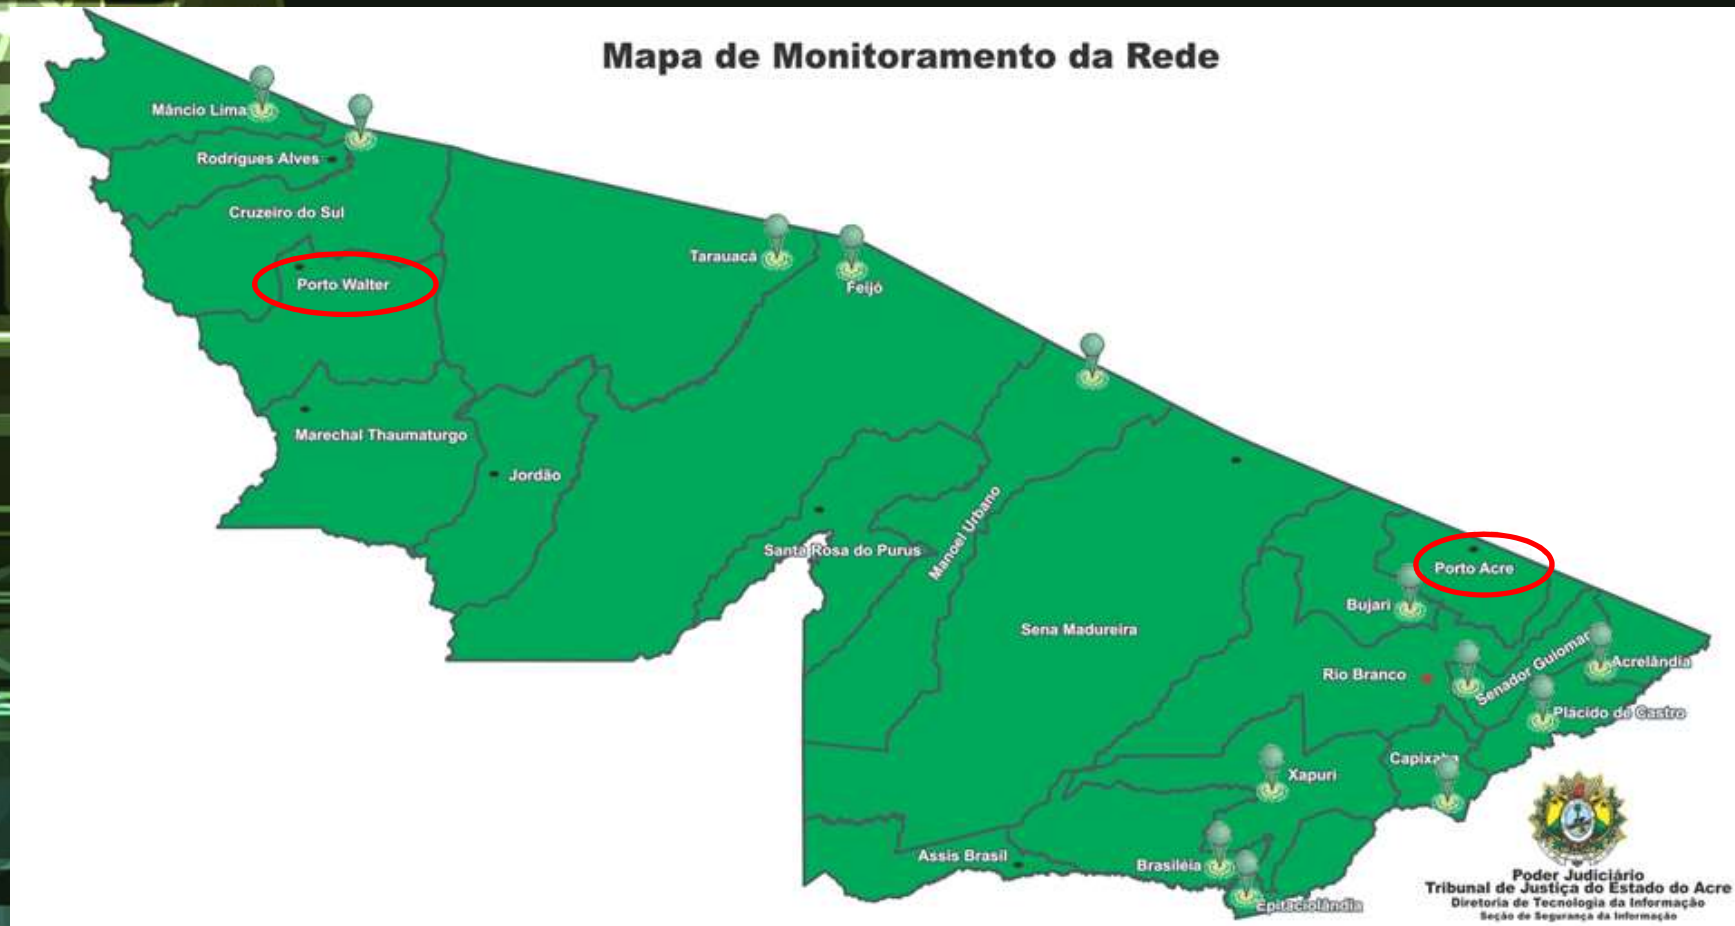 Mapa de Monitoramento da Rede
Mâncio Lima
Rodrigues Alves
Cruzeiro do Sul
Porto Walter
Tarauacá
Feijó
Marechal Thaumaturgo
Jordão
Santa Rosa do Purus
Manoel Urbano
Sena Madureira
Porto Acre
Bujari
Rio Branco
Senador Guiomar
Acrelândia
Plácido de Castro
Capixaba
Xapuri
Assis Brasil
Brasiléia
Epitaciolândia
Poder Judiciário
Tribunal de Justiça do Estado do Acre
Diretoria de Tecnologia da Informação
Seção de Segurança da Informação